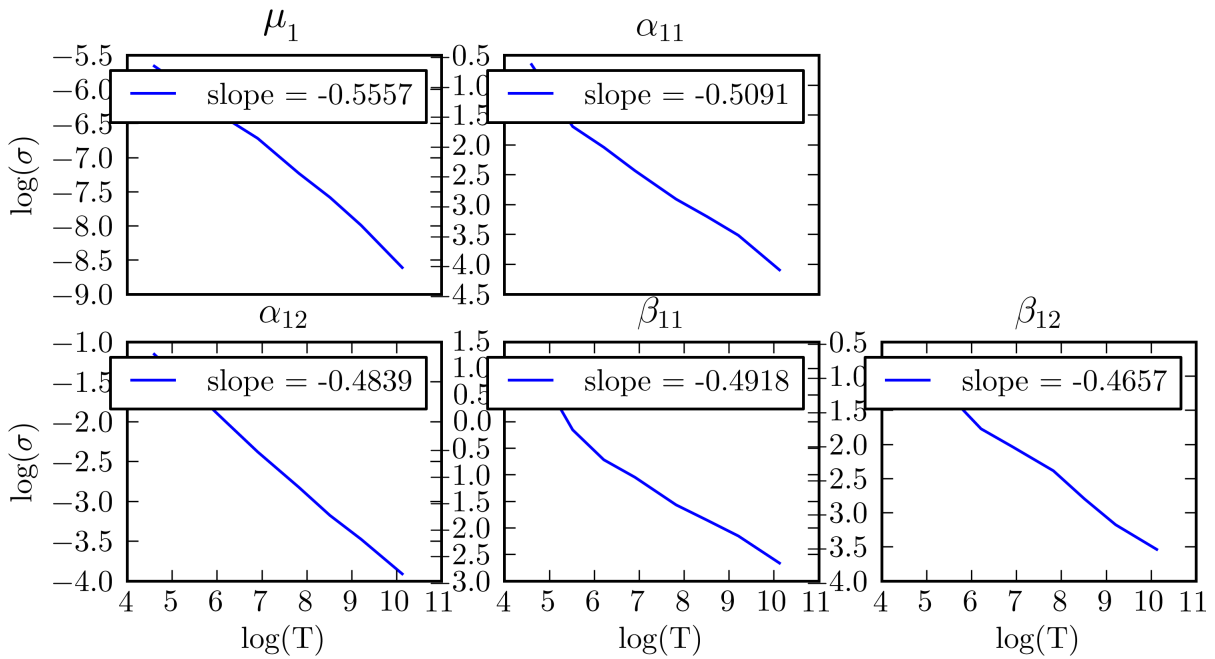 μ₁ α₁₁
−5.5 −0.5
slope = -0.5557 slope = -0.5091
−6.0 1.0
−6.5 1.5
−7.0 2.0
−7.5 2.5
−8.0 3.0
−8.5 3.5
−9.0 4.0
−4.5
log(σ)
α₁₂ β₁₁ β₁₂
−1.0 1.5 −0.5
slope = -0.4839 slope = -0.4918 slope = -0.4657
−1.5 1.0 1.0
−2.0 0.5 1.5
−2.5 0.0 2.0
−3.0 −0.5 2.5
−3.5 1.0 3.0
−4.0 1.5 3.5
2.0 −4.0
2.5
−3.0
log(σ)
4 5 6 7 8 9 10 11 4 5 6 7 8 9 10 11 4 5 6 7 8 9 10 11
log(T) log(T) log(T)